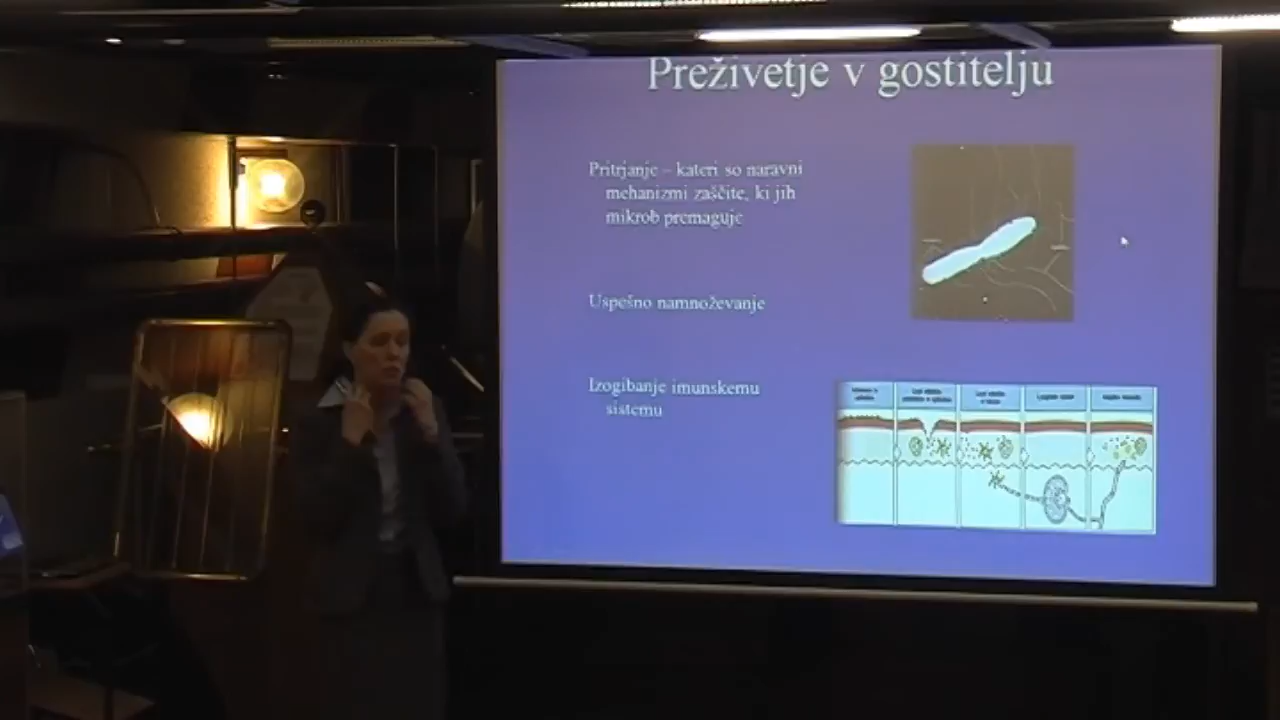 Preživetje v gostitelju
Pritrjanje – kateri so naravni
mehanizmi zaščite, ki jih
mikrob premaguje
Uspešno namnoževanje
Izogibanje imunskemu
sistemu